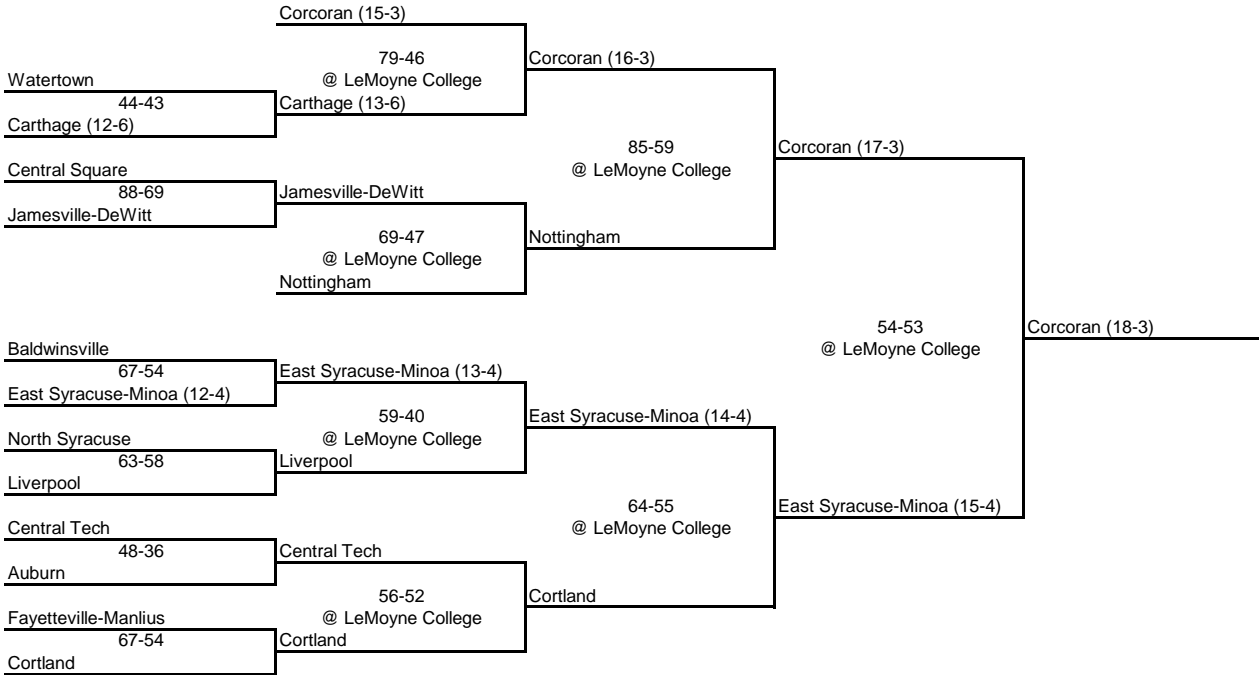 Corcoran (15-3)
79-46
@ LeMoyne College
Corcoran (16-3)
Watertown
44-43
Carthage (13-6)
Carthage (12-6)
85-59
@ LeMoyne College
Corcoran (17-3)
Central Square
88-69
Jamesville-DeWitt
Jamesville-DeWitt
69-47
@ LeMoyne College
Nottingham
Nottingham
54-53
@ LeMoyne College
Corcoran (18-3)
Baldwinsville
67-54
East Syracuse-Minoa (13-4)
East Syracuse-Minoa (12-4)
59-40
@ LeMoyne College
East Syracuse-Minoa (14-4)
North Syracuse
63-58
Liverpool
Liverpool
64-55
@ LeMoyne College
East Syracuse-Minoa (15-4)
Central Tech
48-36
Central Tech
Auburn
56-52
@ LeMoyne College
Cortland
Fayetteville-Manlius
67-54
Cortland
Cortland